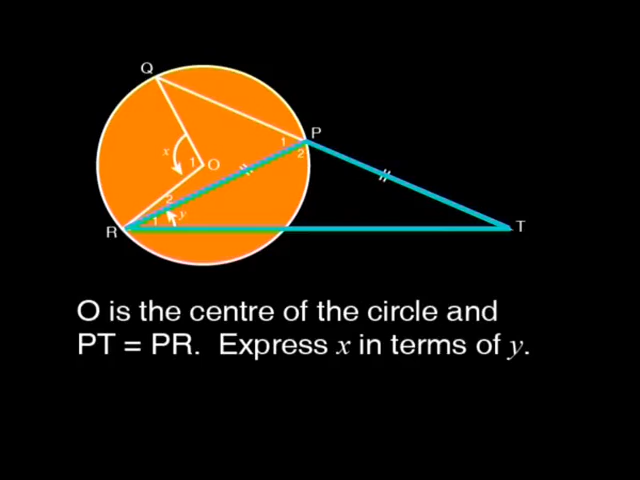 Q
P
1
2
x
1
O
2
y
1
R
T
O is the centre of the circle and
PT = PR. Express x in terms of y.